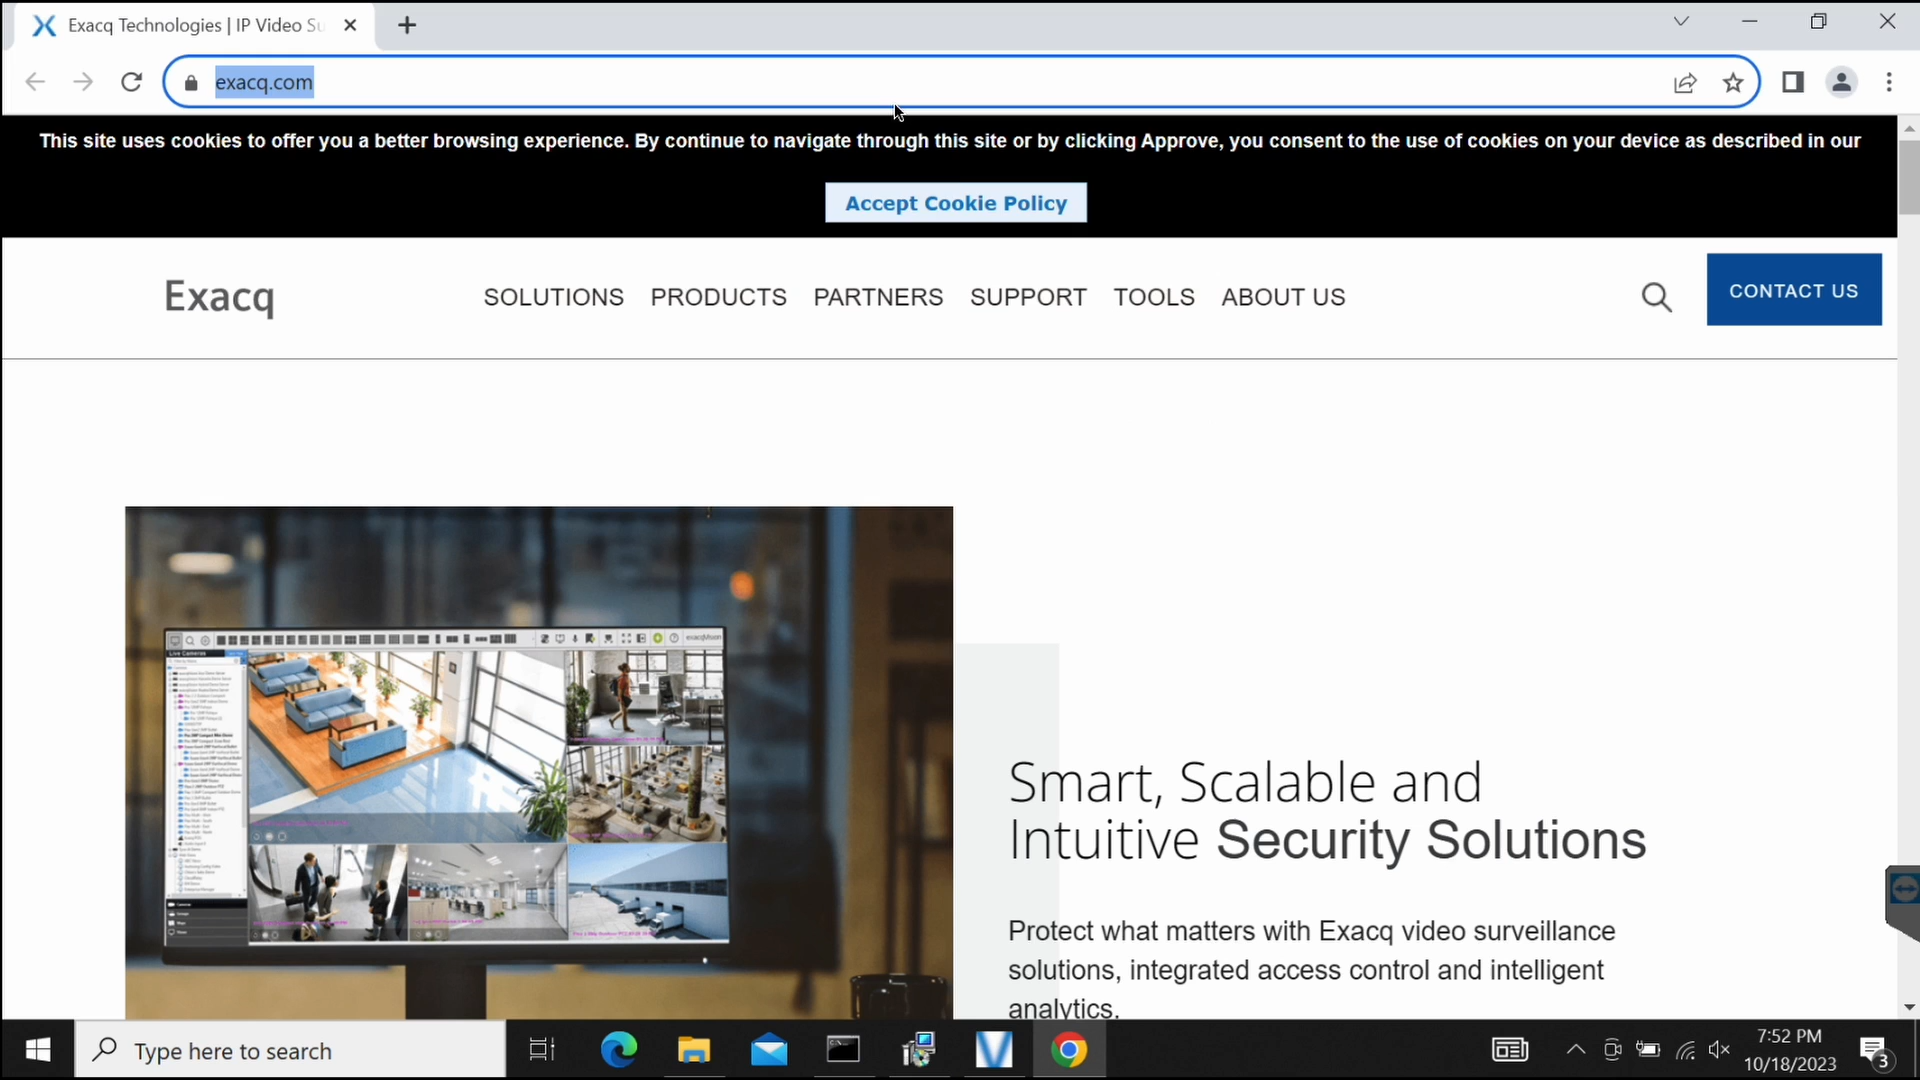 Exacq Technologies | IP Video Su
exacq.com
This site uses cookies to offer you a better browsing experience. By continue to navigate through this site or by clicking Approve, you consent to the use of cookies on your device as described in our
Accept Cookie Policy
Exacq
SOLUTIONS
PRODUCTS
PARTNERS
SUPPORT
TOOLS
ABOUT US
CONTACT US
exacqVision
Live Cameras
Smart, Scalable and
Intuitive Security Solutions
Protect what matters with Exacq video surveillance
solutions, integrated access control and intelligent
analytics.
Type here to search
7:52 PM
10/18/2023
3